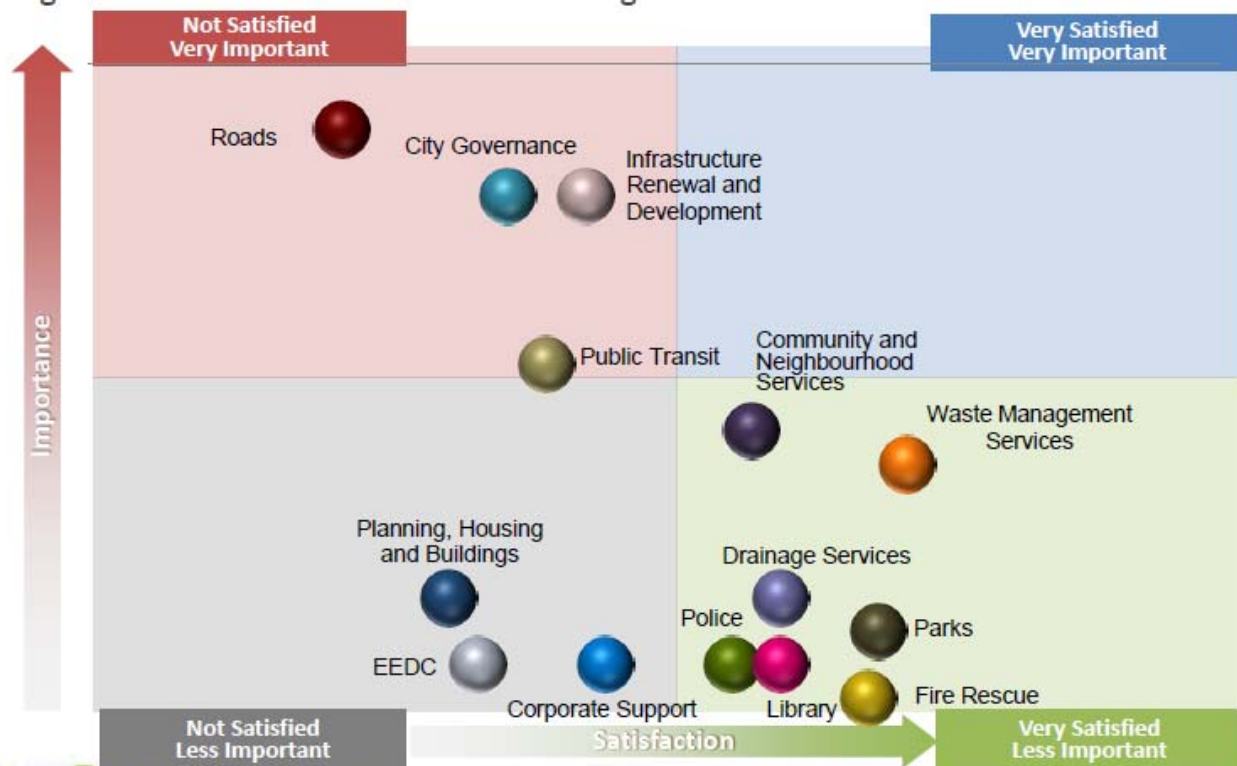 Not Satisfied
Very Important
Very Satisfied
Very Important
Roads
City Governance
Infrastructure
Renewal and
Development
Importance
Public Transit
Community and
Neighbourhood
Services
Waste Management
Services
Planning, Housing
and Buildings
Drainage Services
Police
Parks
EEDC
Corporate Support
Library
Fire Rescue
Not Satisfied
Less Important
Satisfaction
Very Satisfied
Less Important